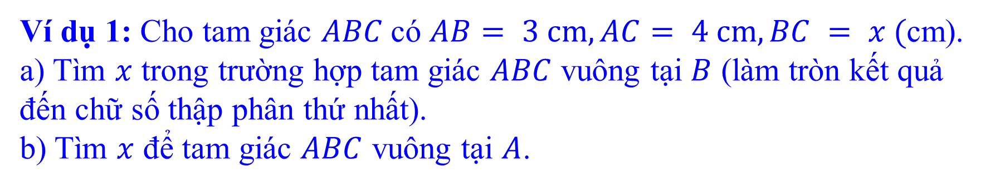 Ví dụ 1: Cho tam giác ABC có AB = 3 cm, AC = 4 cm, BC = x (cm).
a) Tìm x trong trường hợp tam giác ABC vuông tại B (làm tròn kết quả
đến chữ số thập phân thứ nhất).
b) Tìm x để tam giác ABC vuông tại A.